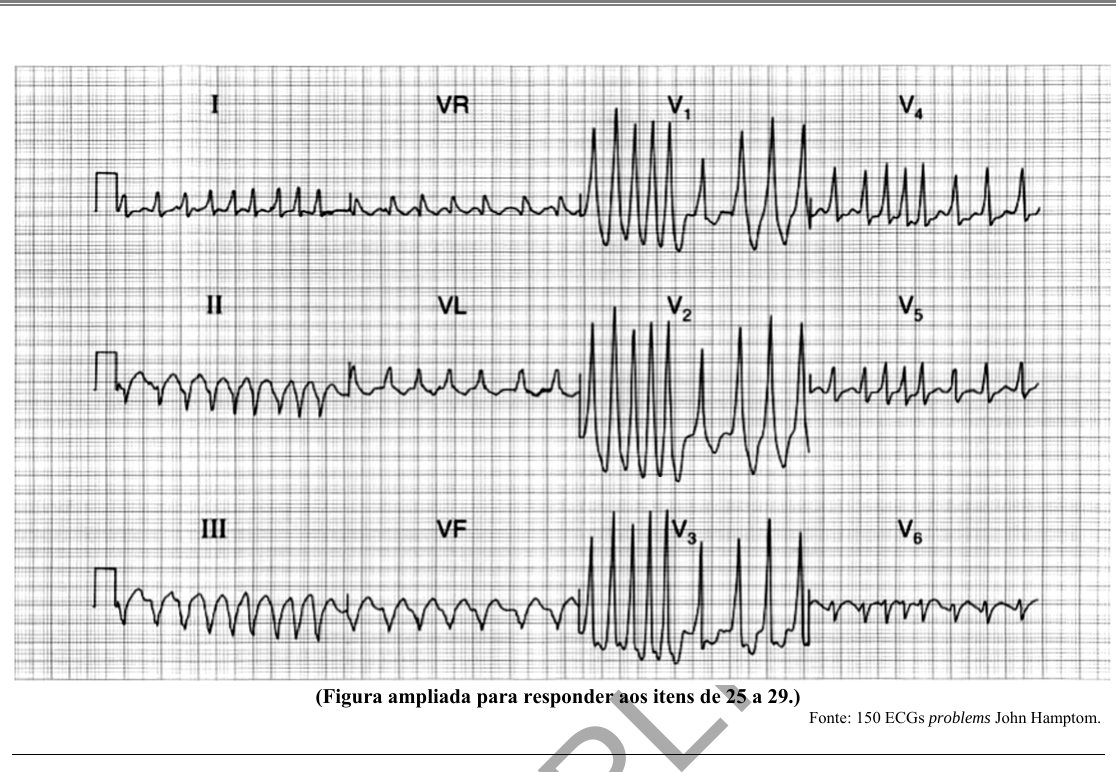 I VR V1 V4
II VL V2 V5
III VF V3 V6
(Figura ampliada para responder aos itens de 25 a 29.)
Fonte: 150 ECGs problems John Hamptom.
PL